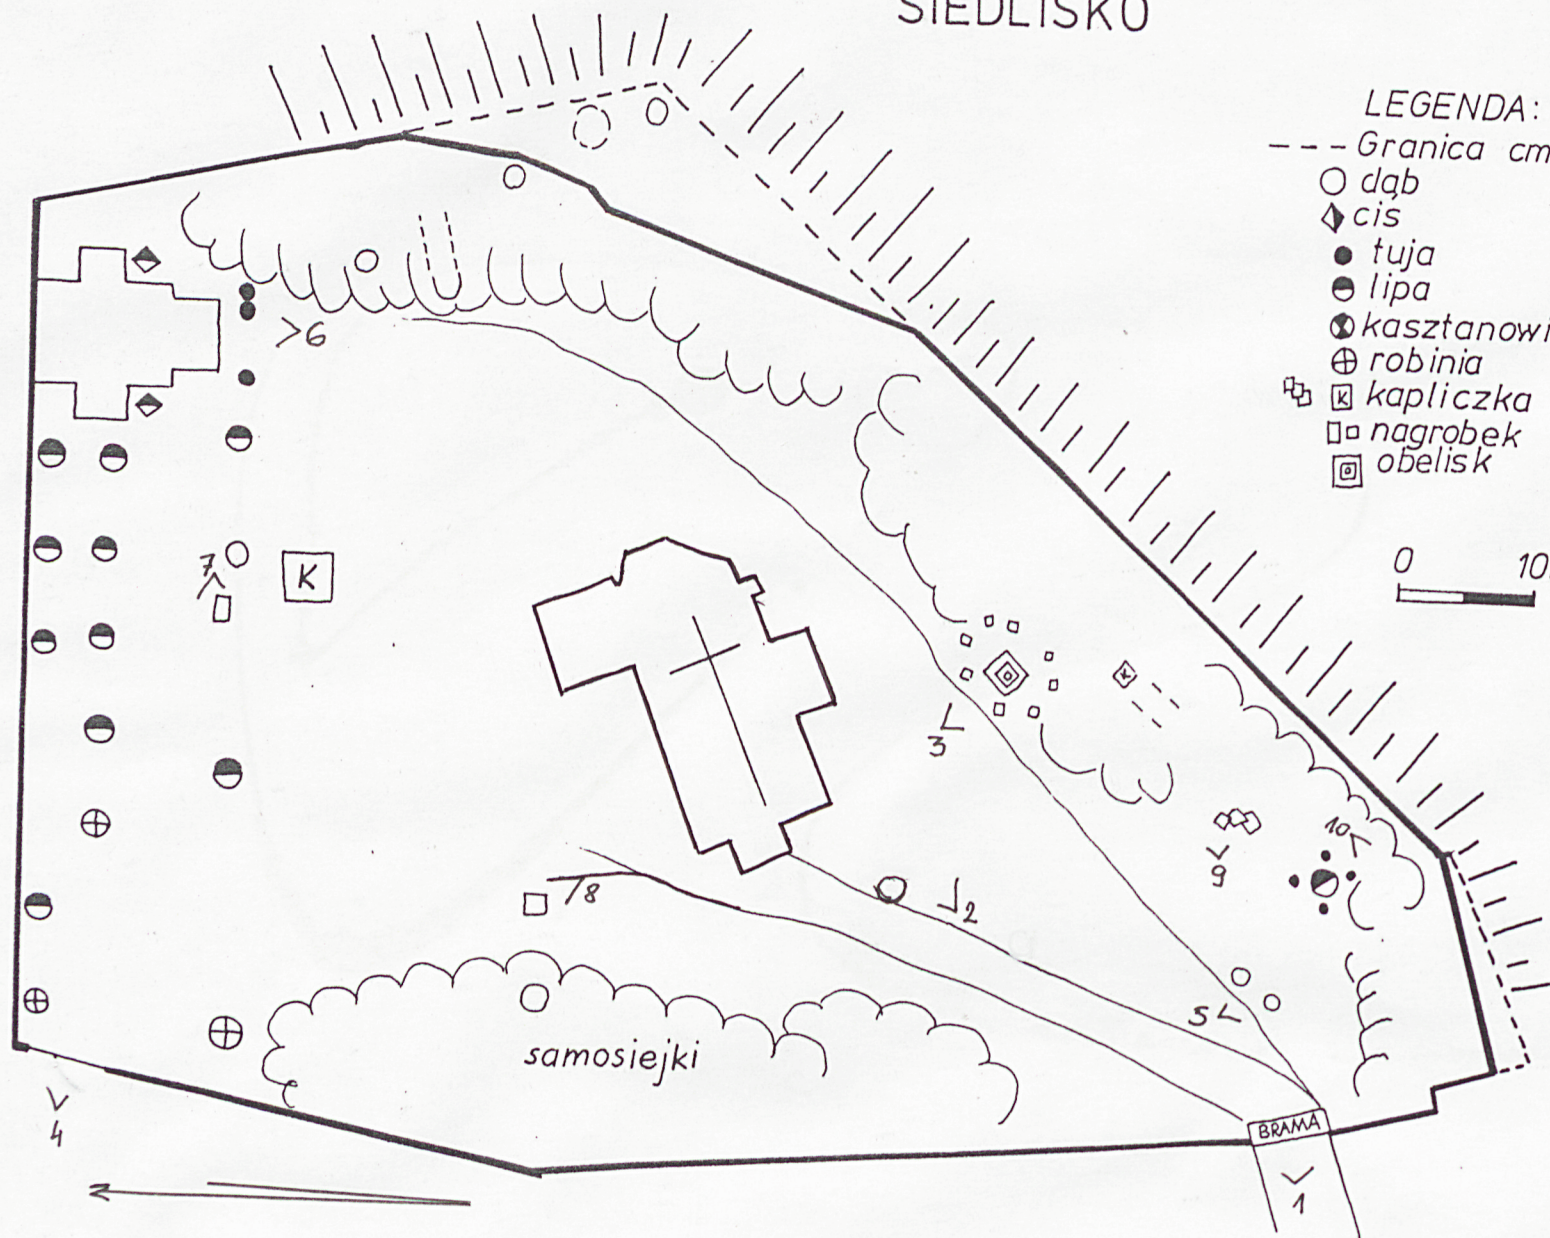 SIEDLISKO
LEGENDA:
Granica cm
dąb
cis
tuja
lipa
kasztanowi
robinia
K kapliczka
nagrobek
obelisk
0 10
>6
7
K
K
3
8
2
9
10
5
samosiejki
4
BRAMA
1